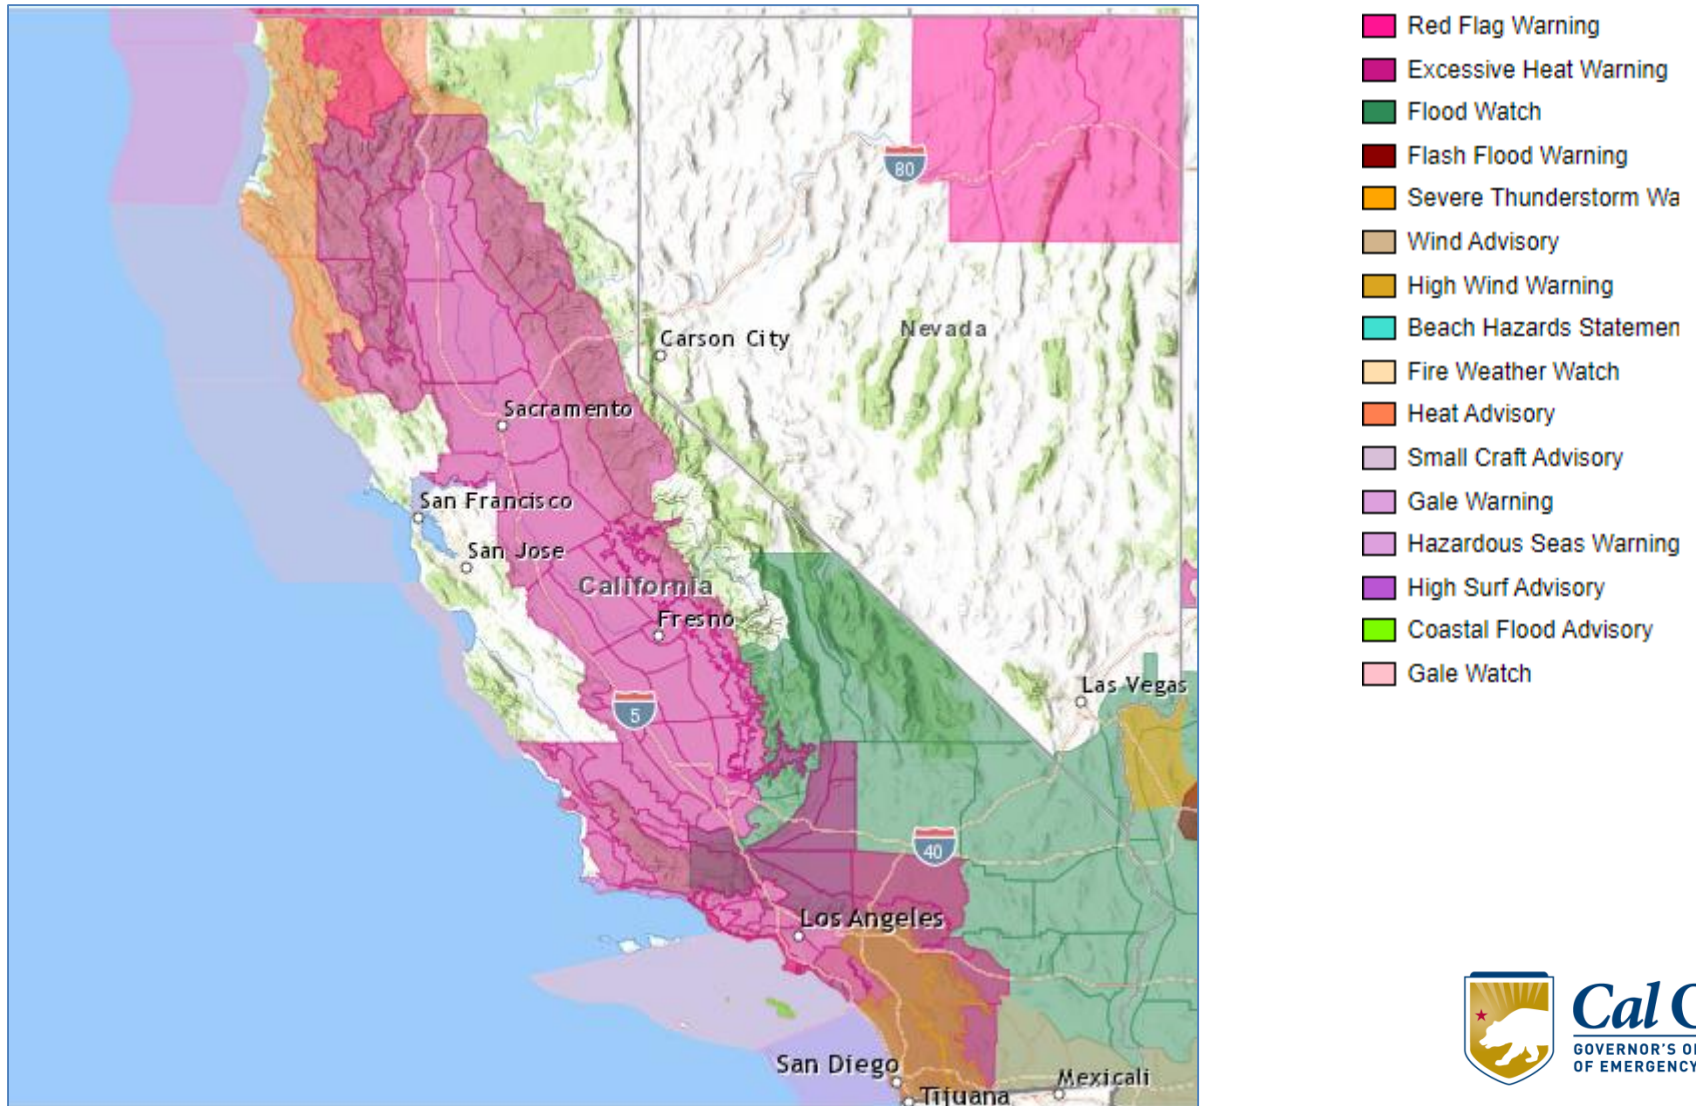 80
Carson City
Nevada
Sacramento
San Francisco
San Jose
California
Fresno
Las Vegas
5
40
Los Angeles
San Diego
Mexicali
Tijuana
Red Flag Warning
Excessive Heat Warning
Flood Watch
Flash Flood Warning
Severe Thunderstorm Wa
Wind Advisory
High Wind Warning
Beach Hazards Statemen
Fire Weather Watch
Heat Advisory
Small Craft Advisory
Gale Warning
Hazardous Seas Warning
High Surf Advisory
Coastal Flood Advisory
Gale Watch
Cal
GOVERNOR'S O
OF EMERGENCY